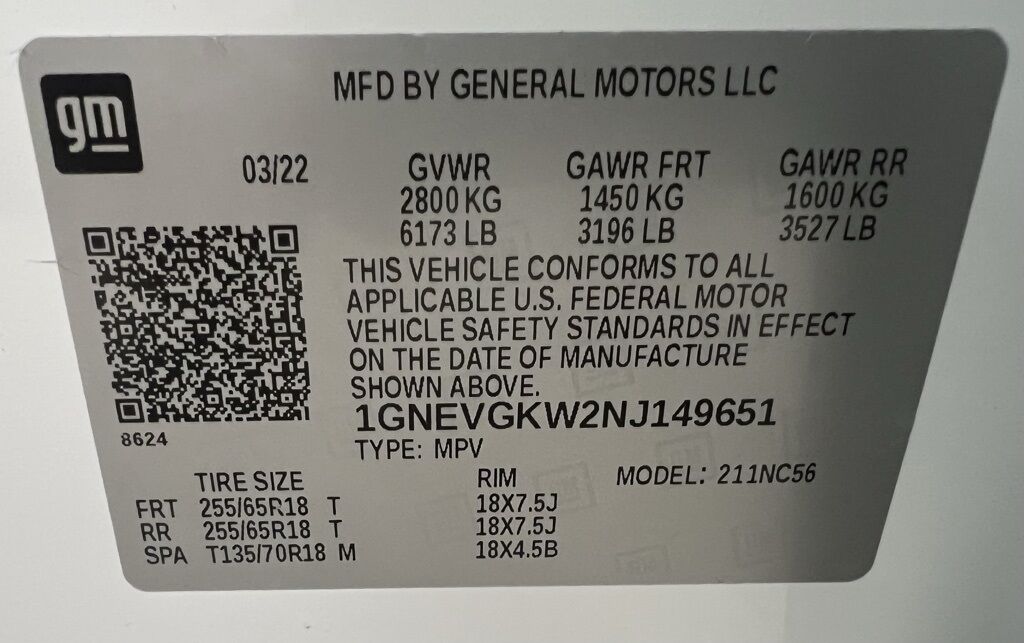 gm
MFD BY GENERAL MOTORS LLC
03/22 GVWR GAWR FRT GAWR RR
2800 KG 1450 KG 1600 KG
6173 LB 3196 LB 3527 LB
THIS VEHICLE CONFORMS TO ALL
APPLICABLE U.S. FEDERAL MOTOR
VEHICLE SAFETY STANDARDS IN EFFECT
ON THE DATE OF MANUFACTURE
SHOWN ABOVE.
1GNEVGKW2NJ149651
8624
TYPE: MPV
TIRE SIZE RIM MODEL: 211NC56
FRT 255/65R18 T 18X7.5J
RR 255/65R18 T 18X7.5J
SPA T135/70R18 M 18X4.5B